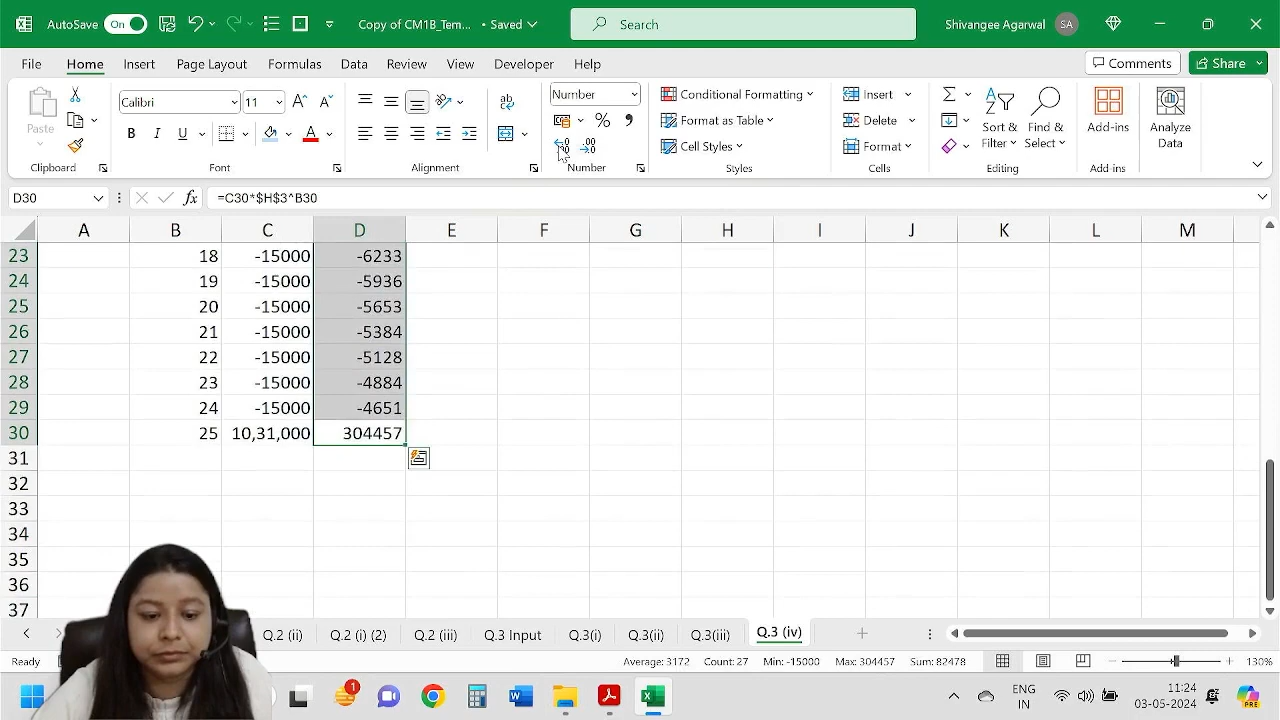 AutoSave On Copy of CM1B_Tem... • Saved Search Shivangee Agarwal SA
File Home Insert Page Layout Formulas Data Review View Developer Help Comments Share
Paste Calibri 11 Number Conditional Formatting Insert Add-ins Analyze Data
B I U Format as Table Delete Sort & Filter Find & Select
Cell Styles Format
Clipboard Font Alignment Number Styles Cells Editing Add-ins
D30 fx =C30*$H$3^B30
A B C D E F G H I J K L M
23 18 -15000 -6233
24 19 -15000 -5936
25 20 -15000 -5653
26 21 -15000 -5384
27 22 -15000 -5128
28 23 -15000 -4884
29 24 -15000 -4651
30 25 10,31,000 304457
31
32
33
34
35
36
37
Q.2 (ii) Q.2 (i) (2) Q.2 (iii) Q.3 Input Q.3(i) Q.3(ii) Q.3(iii) Q.3 (iv)
Ready Average: 3172 Count: 27 Min: -15000 Max: 304457 Sum: 82478 130%
1 ENG IN 11:24 03-05-2024 PRE